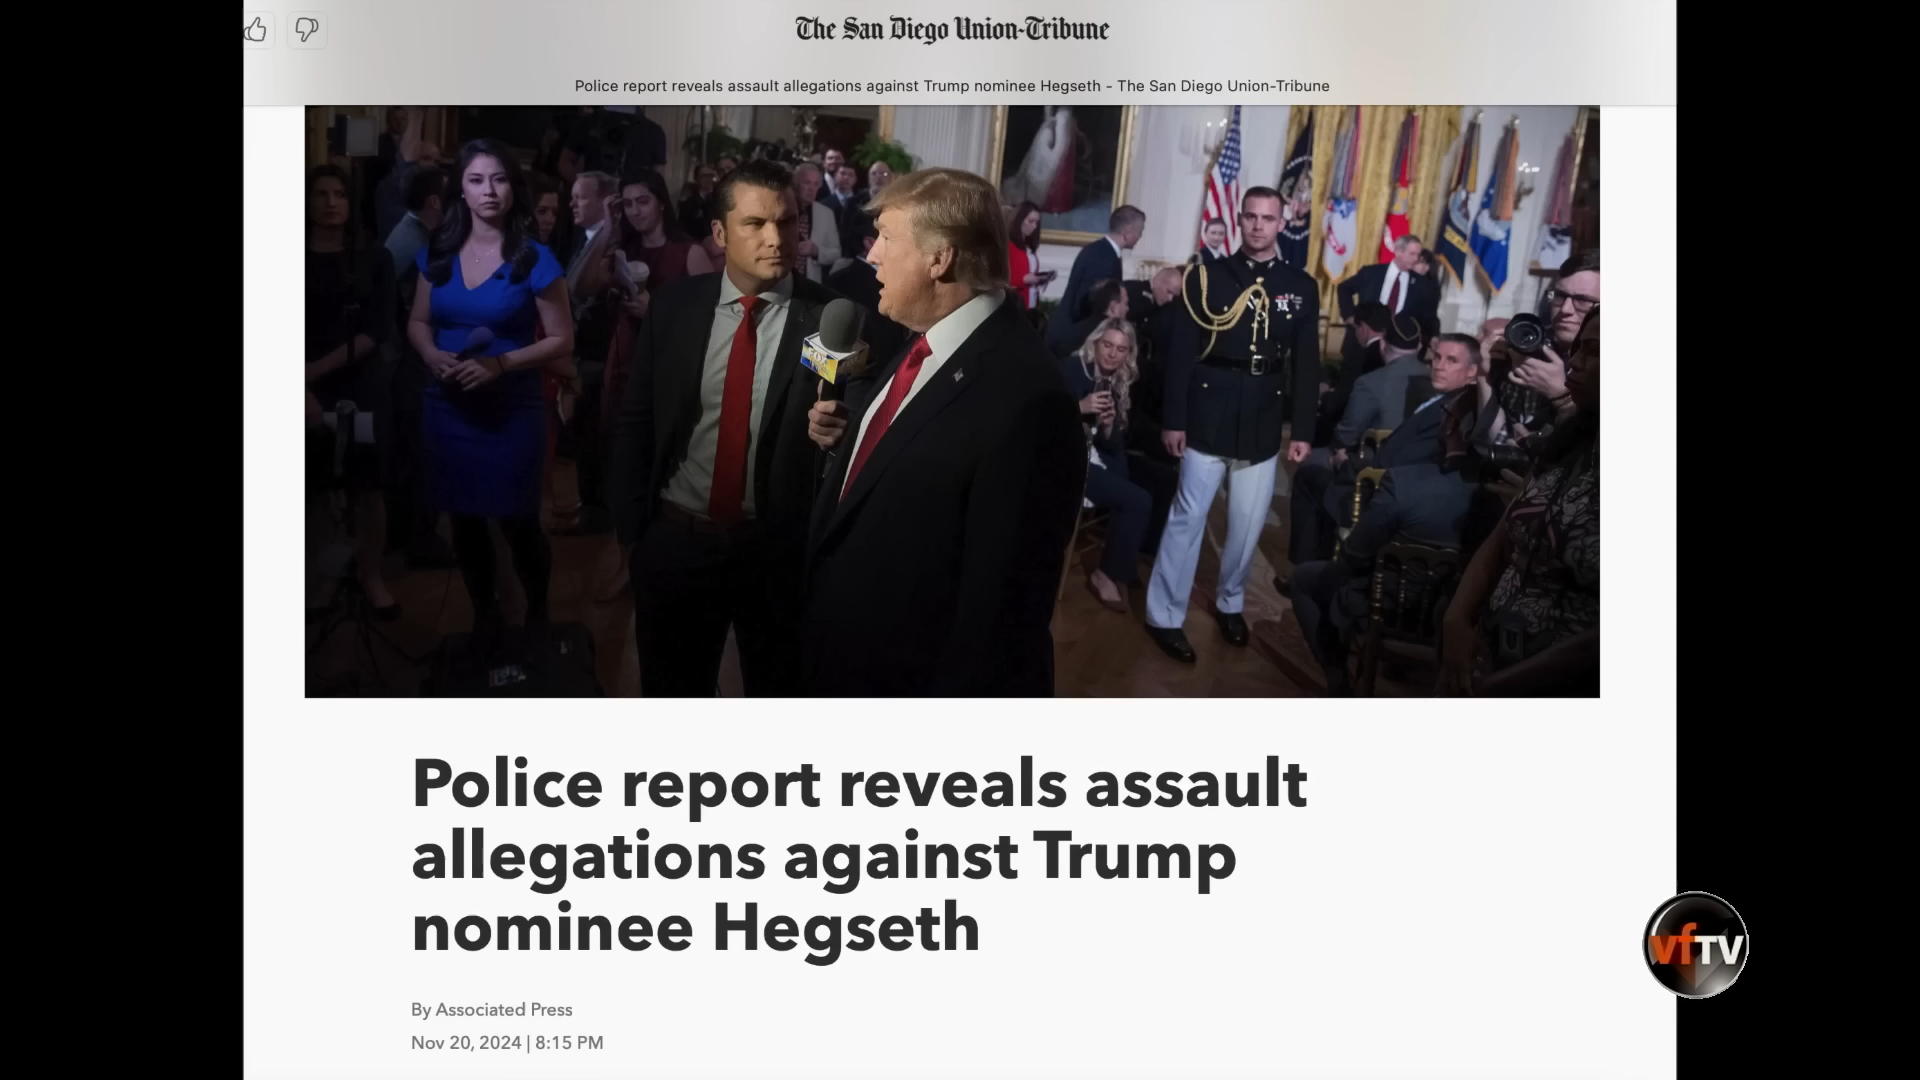 The San Diego Union-Tribune
Police report reveals assault allegations against Trump nominee Hegseth - The San Diego Union-Tribune
FOX
Police report reveals assault
allegations against Trump
nominee Hegseth
By Associated Press
Nov 20, 2024 | 8:15 PM
vfTV